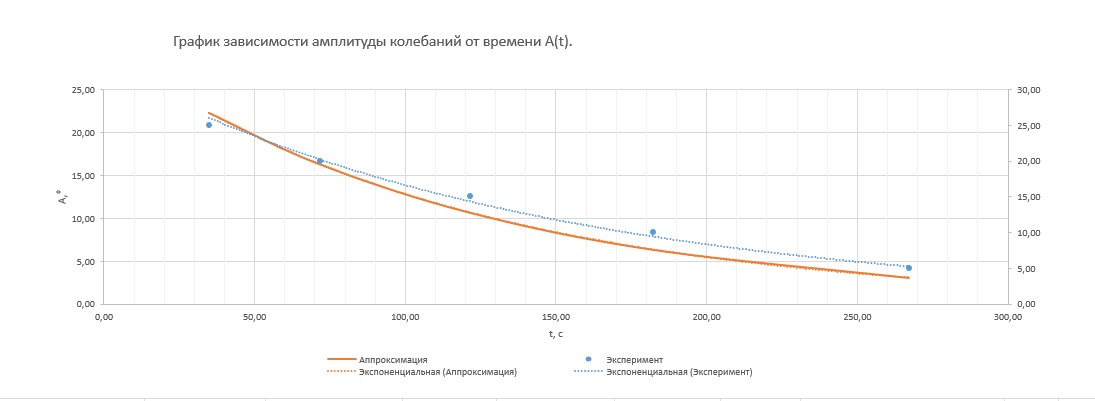 График зависимости амплитуды колебаний от времени A(t).
25,00
20,00
15,00
10,00
5,00
0,00
A, °
30,00
25,00
20,00
15,00
10,00
5,00
0,00
0,00 50,00 100,00 150,00 200,00 250,00 300,00
t, c
Аппроксимация Эксперимент
Экспоненциальная (Аппроксимация) Экспоненциальная (Эксперимент)